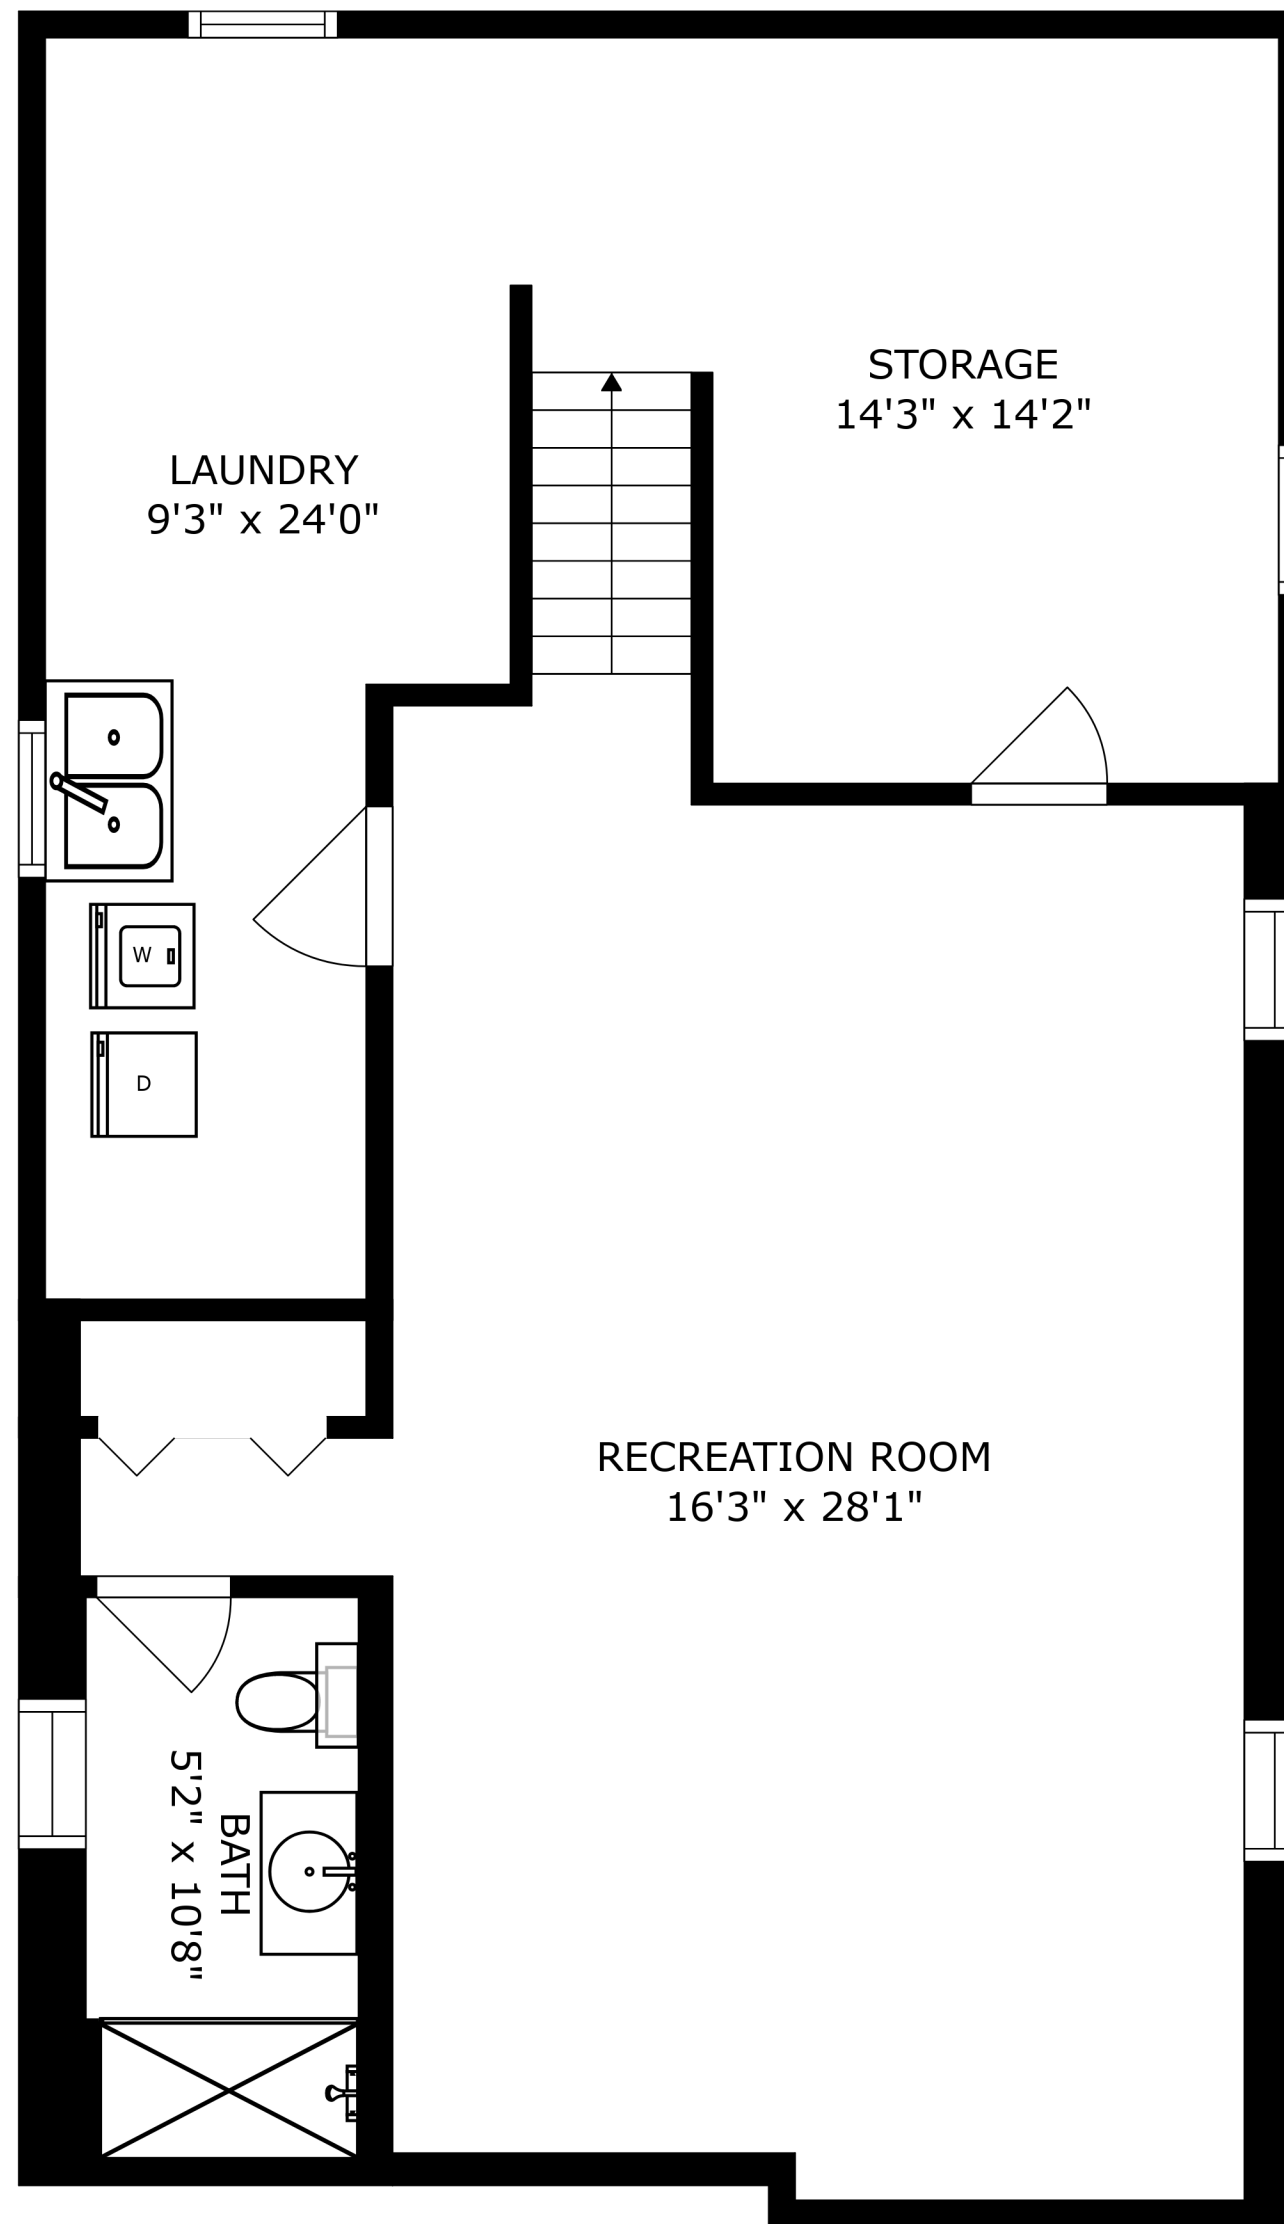 STORAGE
14'3" x 14'2"
LAUNDRY
9'3" x 24'0"
W
D
RECREATION ROOM
16'3" x 28'1"
BATH
5'2" x 10'8"